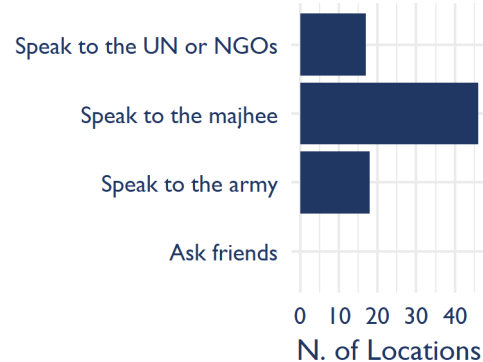 Speak to the UN or NGOs
Speak to the majhee
Speak to the army
Ask friends
0 10 20 30 40
N. of Locations